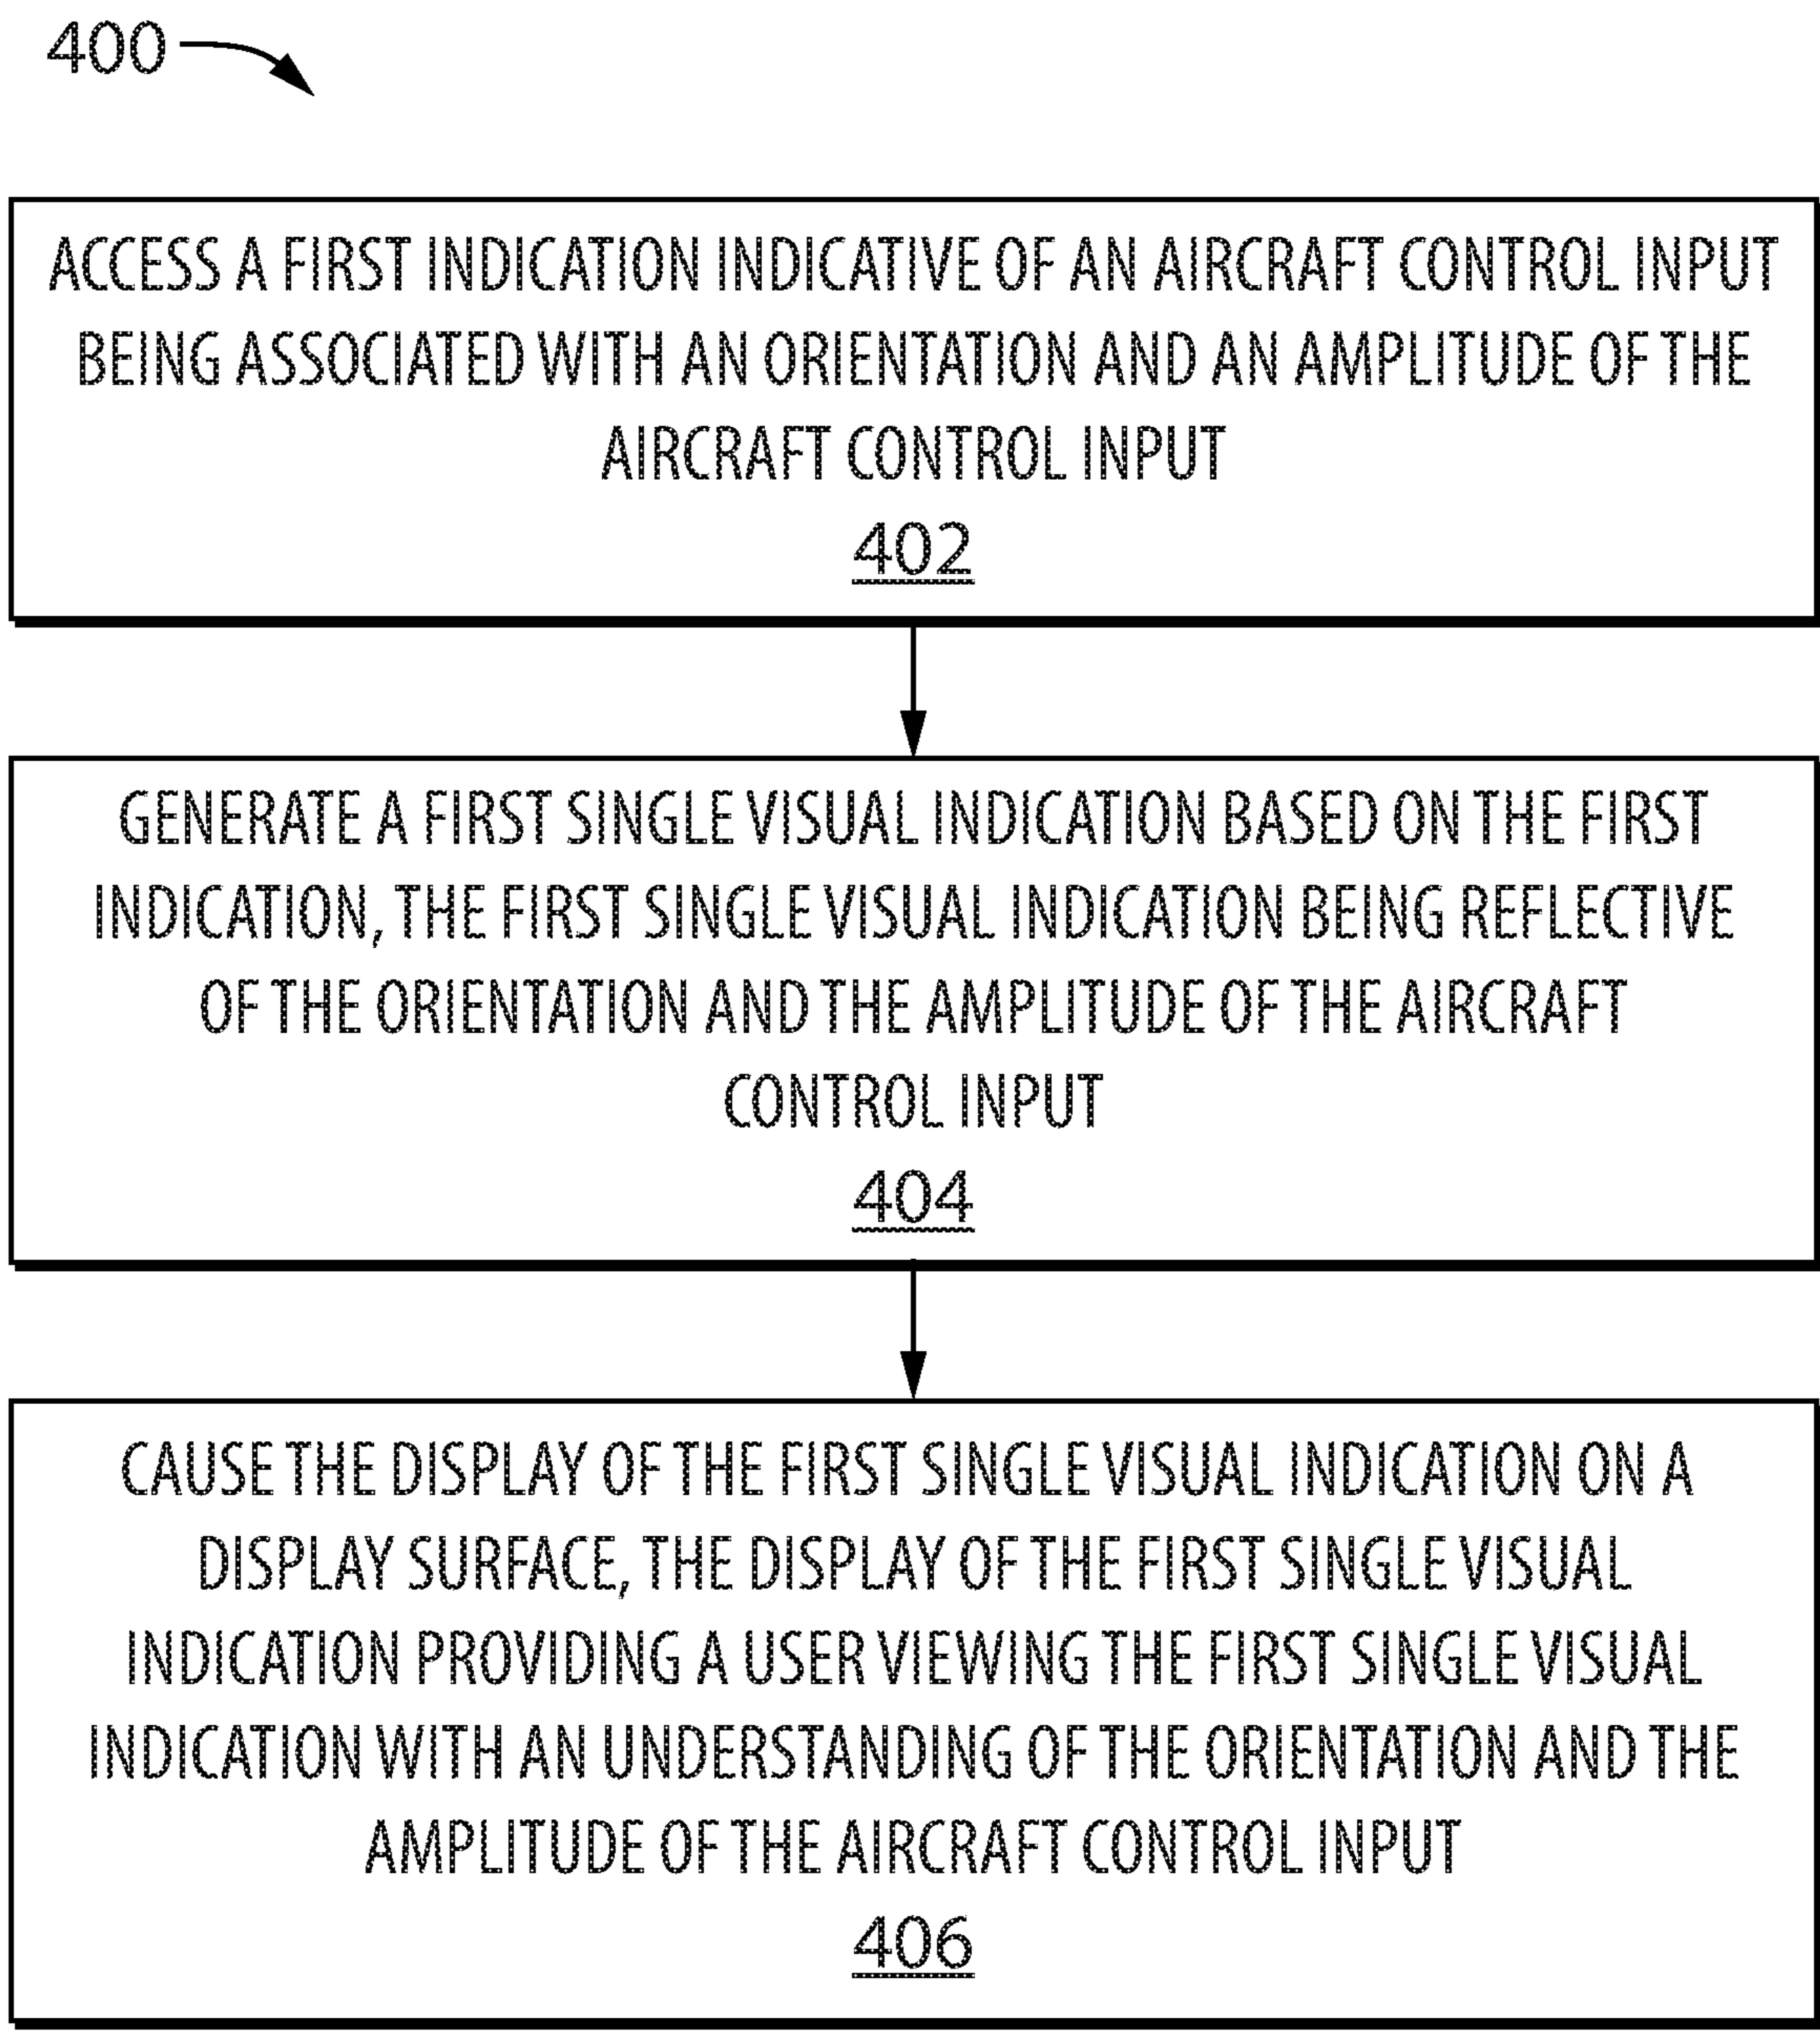 400
ACCESS A FIRST INDICATION INDICATIVE OF AN AIRCRAFT CONTROL INPUT
BEING ASSOCIATED WITH AN ORIENTATION AND AN AMPLITUDE OF THE
AIRCRAFT CONTROL INPUT
402
GENERATE A FIRST SINGLE VISUAL INDICATION BASED ON THE FIRST
INDICATION, THE FIRST SINGLE VISUAL INDICATION BEING REFLECTIVE
OF THE ORIENTATION AND THE AMPLITUDE OF THE AIRCRAFT
CONTROL INPUT
404
CAUSE THE DISPLAY OF THE FIRST SINGLE VISUAL INDICATION ON A
DISPLAY SURFACE, THE DISPLAY OF THE FIRST SINGLE VISUAL
INDICATION PROVIDING A USER VIEWING THE FIRST SINGLE VISUAL
INDICATION WITH AN UNDERSTANDING OF THE ORIENTATION AND THE
AMPLITUDE OF THE AIRCRAFT CONTROL INPUT
406